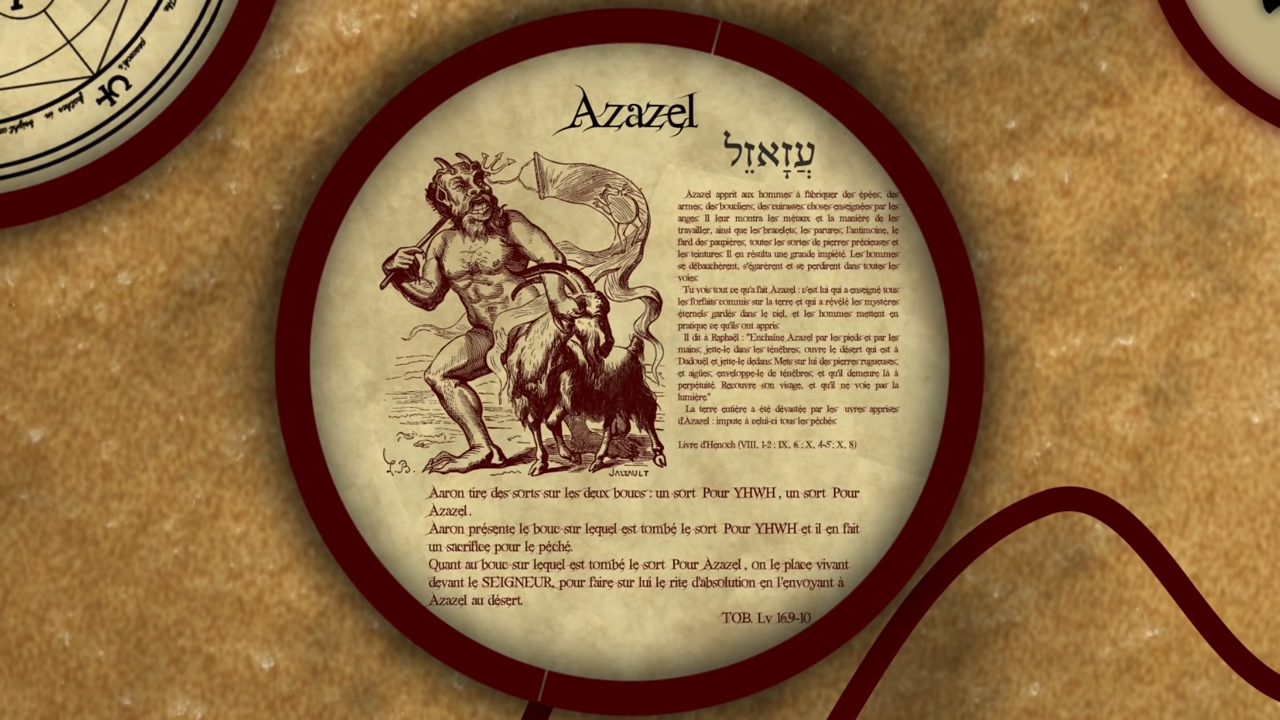 Azazel
עֲזָאזֵל
Azazel apprit aux hommes à fabriquer des épées, des
armes, des boucliers, des cuirasses, choses enseignées par les
anges. Il leur montra les métaux et la manière de les
travailler, ainsi que les bracelets, les parures, l'antimoine, le
fard des paupières, toutes les sortes de pierres précieuses et
les teintures. Il en résulta une grande impiété. Les hommes
se débauchèrent, s'égarèrent et se perdirent dans toutes les
voies.
Tu vois tout ce qu'a fait Azazel : c'est lui qui a enseigné tous
les forfaits commis sur la terre et qui a révélé les mystères
éternels gardés dans le ciel, et les hommes mettent en
pratique ce qu'ils ont appris.
Il dit à Raphaël : "Enchaîne Azazel par les pieds et par les
mains, jette-le dans les ténèbres, ouvre le désert qui est à
Dadouël et jette-le dedans. Mets sur lui des pierres rugueuses,
et aigües, enveloppe-le de ténèbres, et qu'il demeure là à
perpétuité. Recouvre son visage, et qu'il ne voie pas la
lumière."
La terre entière a été dévastée par les uvres apprises
d'Azazel : impute à celui-ci tous les péchés.
Livre d'Henoch (VIII, 1-2 ; IX, 6 ; X, 4-5 ; X, 8)
L.B.
JAUXAULT
Aaron tire des sorts sur les deux boucs : un sort Pour YHWH, un sort Pour
Azazel.
Aaron présente le bouc sur lequel est tombé le sort Pour YHWH et il en fait
un sacrifice pour le péché.
Quant au bouc sur lequel est tombé le sort Pour Azazel, on le place vivant
devant le SEIGNEUR, pour faire sur lui le rite d'absolution en l'envoyant à
Azazel au désert.
TOB. Lv 16.9-10